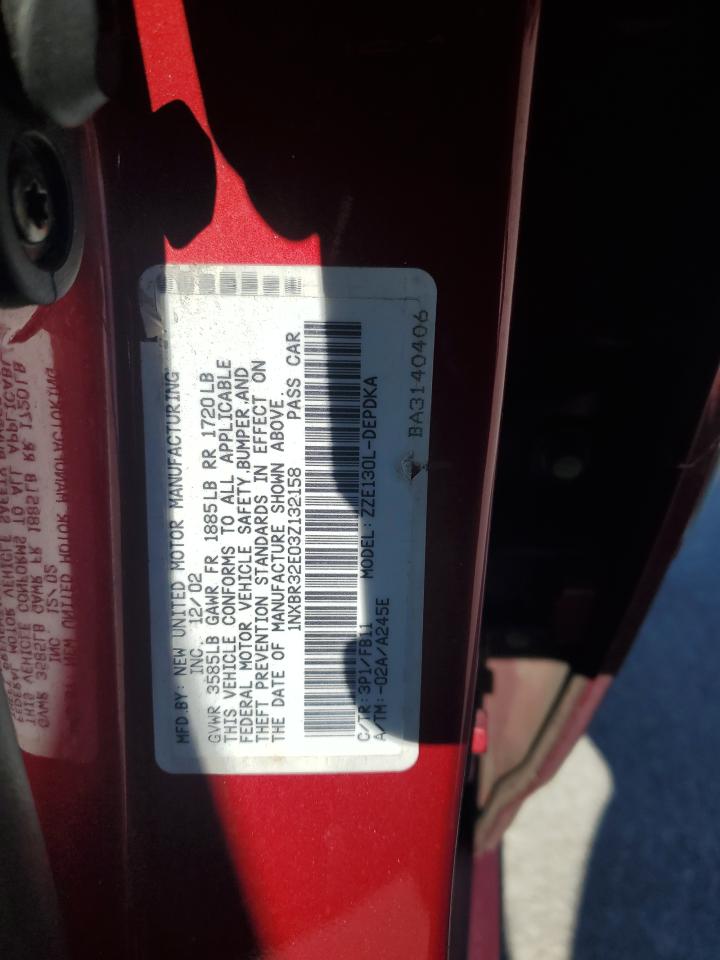 MFD.BY: NEW UNITED MOTOR MANUFACTURING
INC. 12/02
GVWR 3585LB GAWR FR 1885LB RR 1720LB
THIS VEHICLE CONFORMS TO ALL APPLICABLE
FEDERAL MOTOR VEHICLE SAFETY,BUMPER,AND
THEFT PREVENTION STANDARDS IN EFFECT ON
THE DATE OF MANUFACTURE SHOWN ABOVE.
1NXBR32E03Z132158 PASS CAR
C/TR:3P1/FB11 MODEL:ZZE130L-DEPDKA
A/TM:-02A/A245E
BA3140406